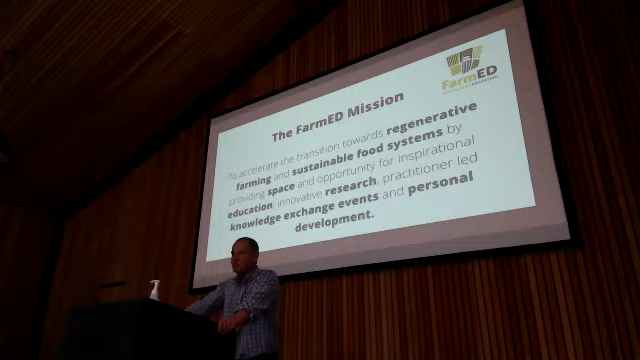 FarmED
The FarmED Mission
To accelerate the transition towards regenerative
farming and sustainable food systems by
providing space and opportunity for inspirational
education, innovative research, practitioner led
knowledge exchange events and personal
development.